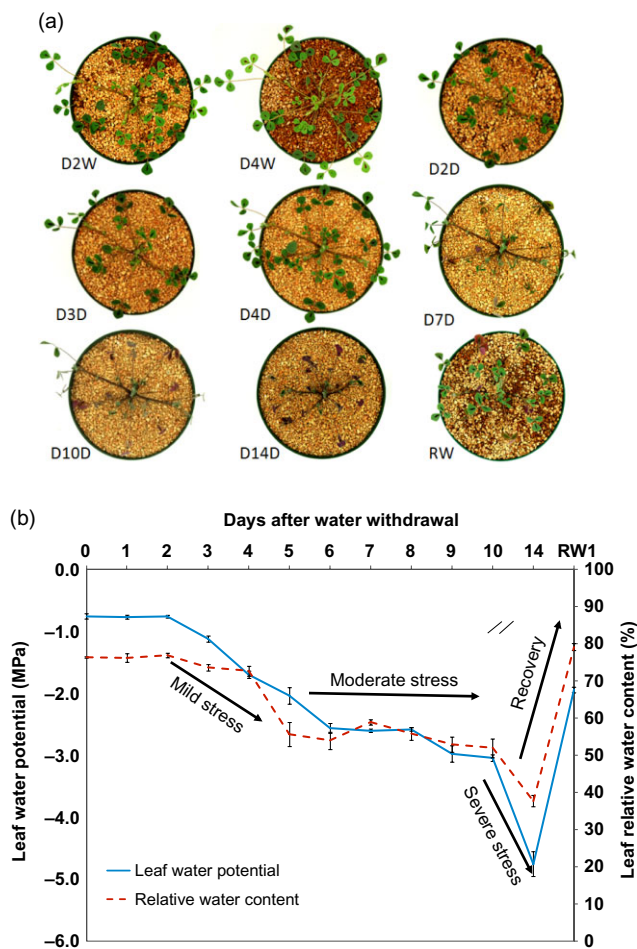 (a)
D2W
D4W
D2D
D3D
D4D
D7D
D10D
D14D
RW
(b)
Days after water withdrawal
0 1 2 3 4 5 6 7 8 9 10 14 RW1
0.0
–1.0
–2.0
–3.0
–4.0
–5.0
–6.0
Leaf water potential (MPa)
100
90
80
70
60
50
40
30
20
10
0
Leaf relative water content (%)
Mild stress
Moderate stress
Severe stress
Recovery
Leaf water potential
Relative water content